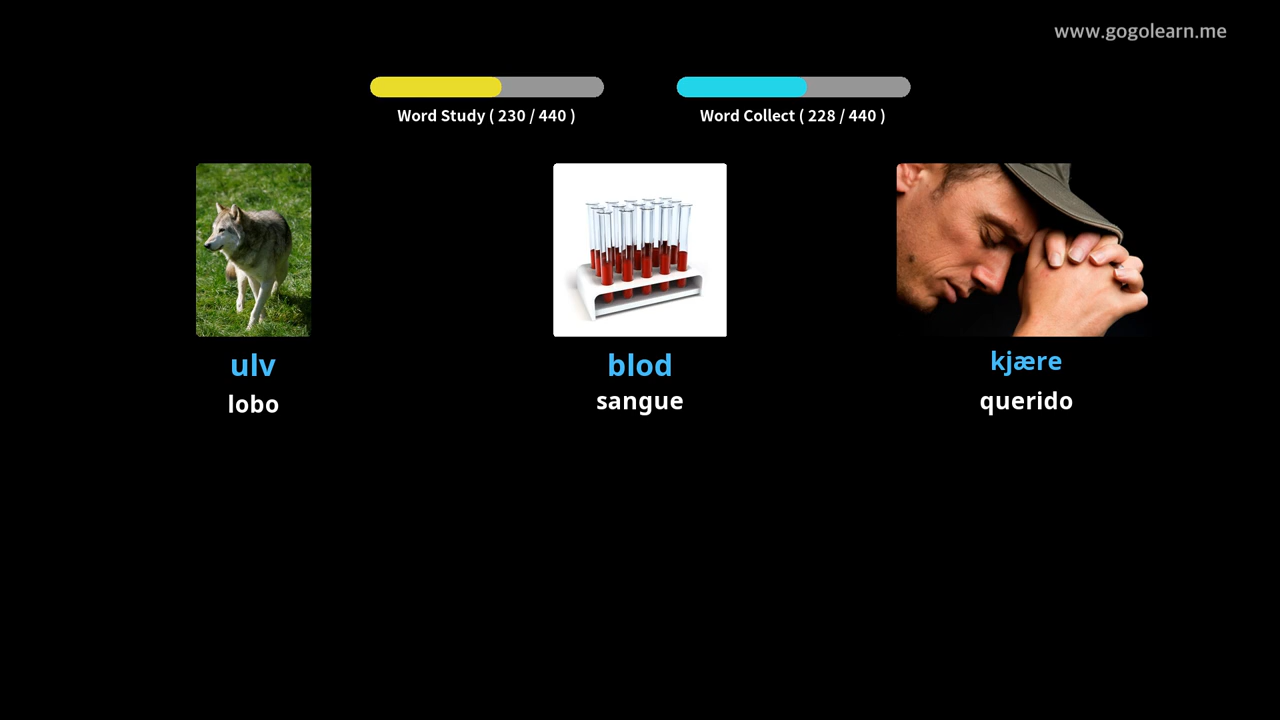 www.gogolearn.me
Word Study ( 230 / 440 )
Word Collect ( 228 / 440 )
ulv
lobo
blod
sangue
kjære
querido